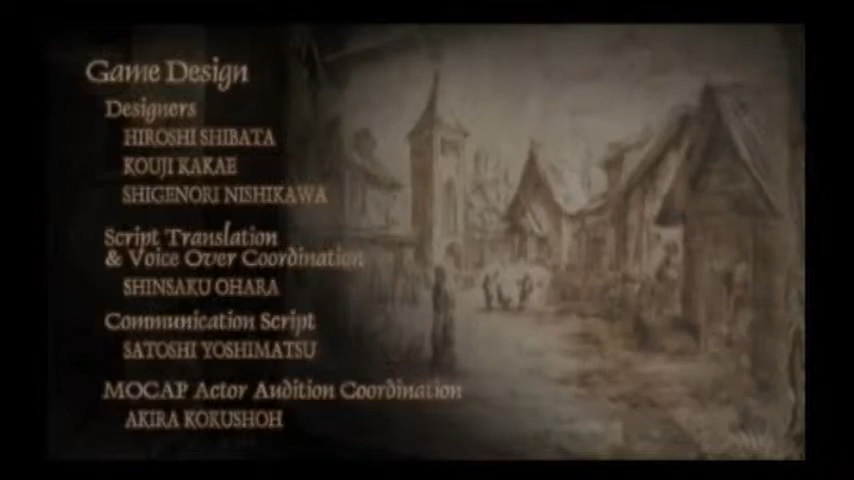 Game Design
Designers
HIROSHI SHIBATA
KOUJI KAKAE
SHIGENORI NISHIKAWA
Script Translation
& Voice Over Coordination
SHINSAKU OHARA
Communication Script
SATOSHI YOSHIMATSU
MOCAP Actor Audition Coordination
AKIRA KOKUSHOH